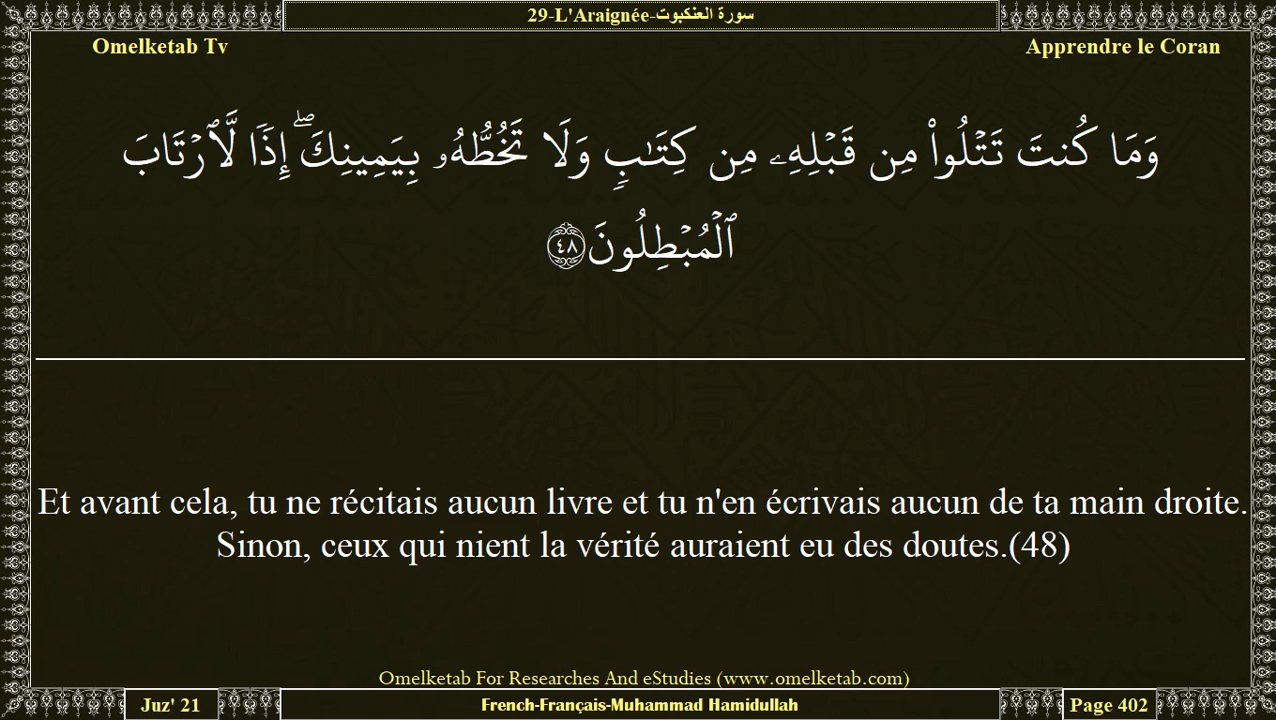 29-L'Araignée-سورة العنكبوت
Omelketab Tv
Apprendre le Coran
وَمَا كُنتَ تَتْلُوا۟ مِن قَبْلِهِۦ مِن كِتَـٰبٍۢ وَلَا تَخُطُّهُۥ بِيَمِينِكَ ۖ إِذًۭا لَّٱرْتَابَ
ٱلْمُبْطِلُونَ ٤٨
Et avant cela, tu ne récitais aucun livre et tu n'en écrivais aucun de ta main droite.
Sinon, ceux qui nient la vérité auraient eu des doutes.(48)
Omelketab For Researches And eStudies (www.omelketab.com)
Juz' 21
French-Français-Muhammad Hamidullah
Page 402